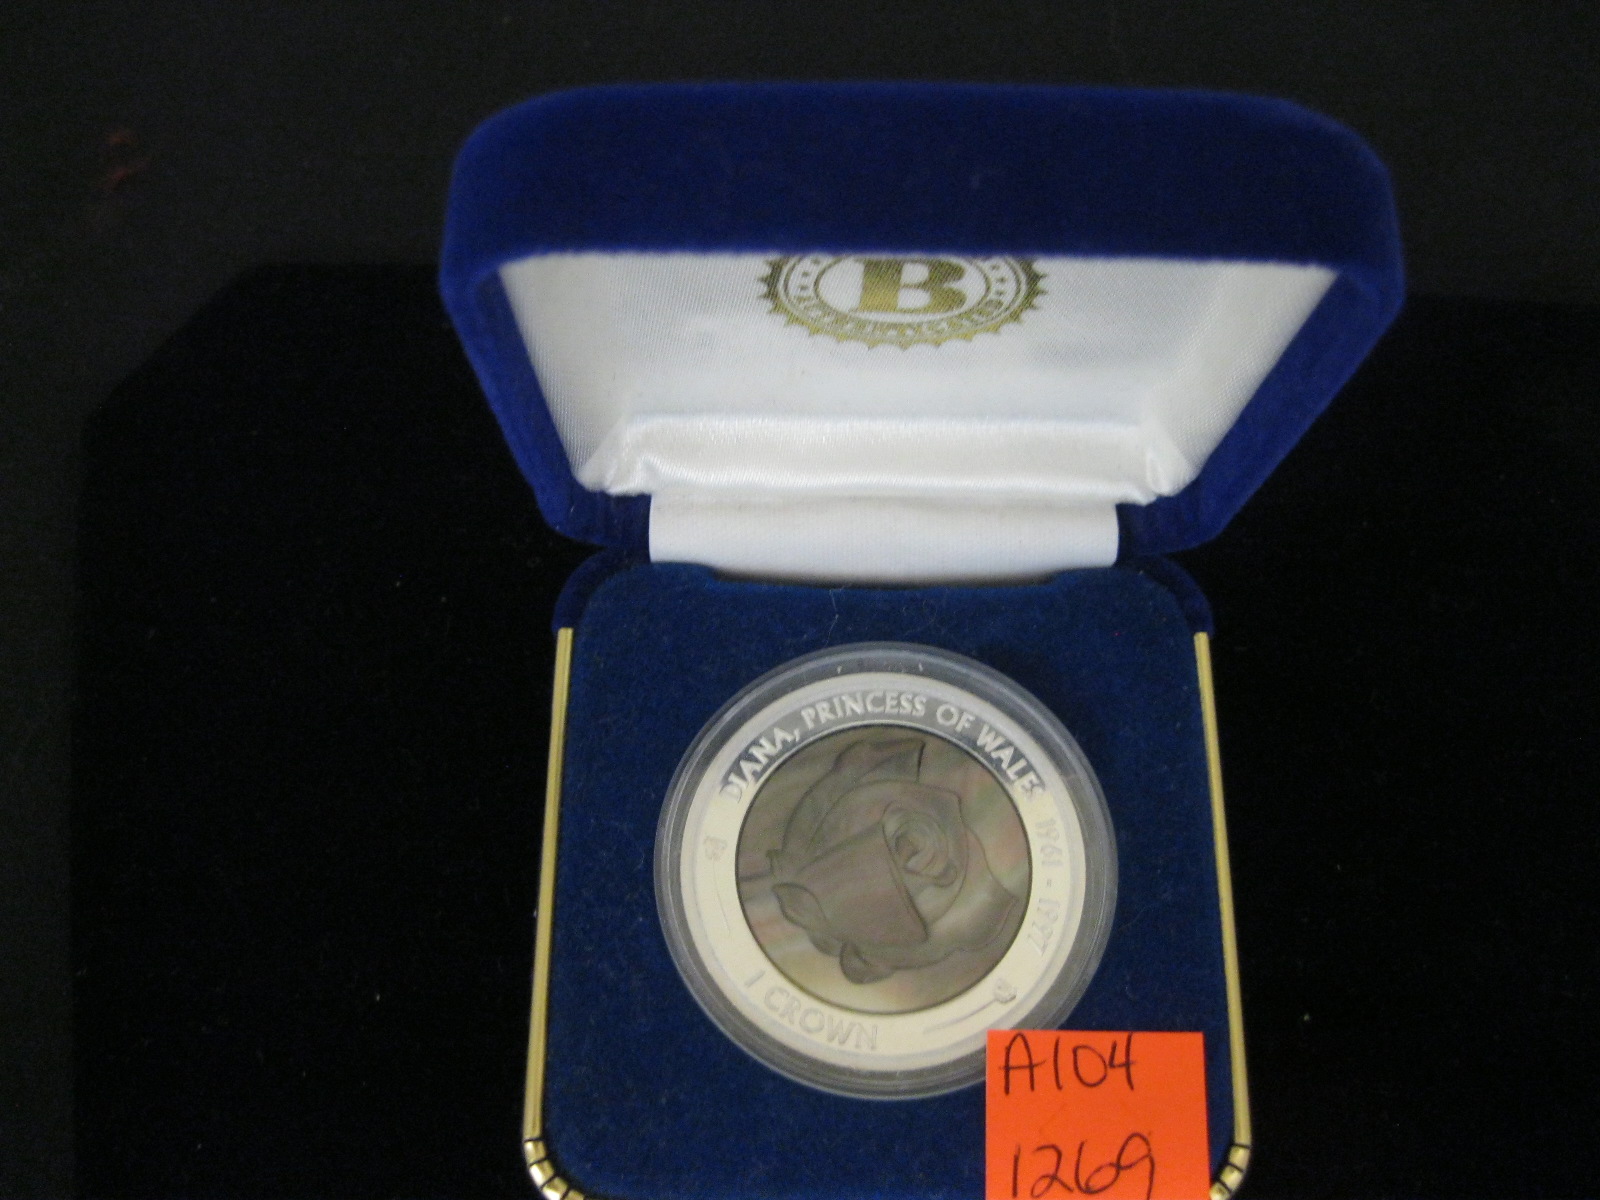 B
DIANA, PRINCESS OF WALES
1961 - 1997
1 CROWN
A104
1269